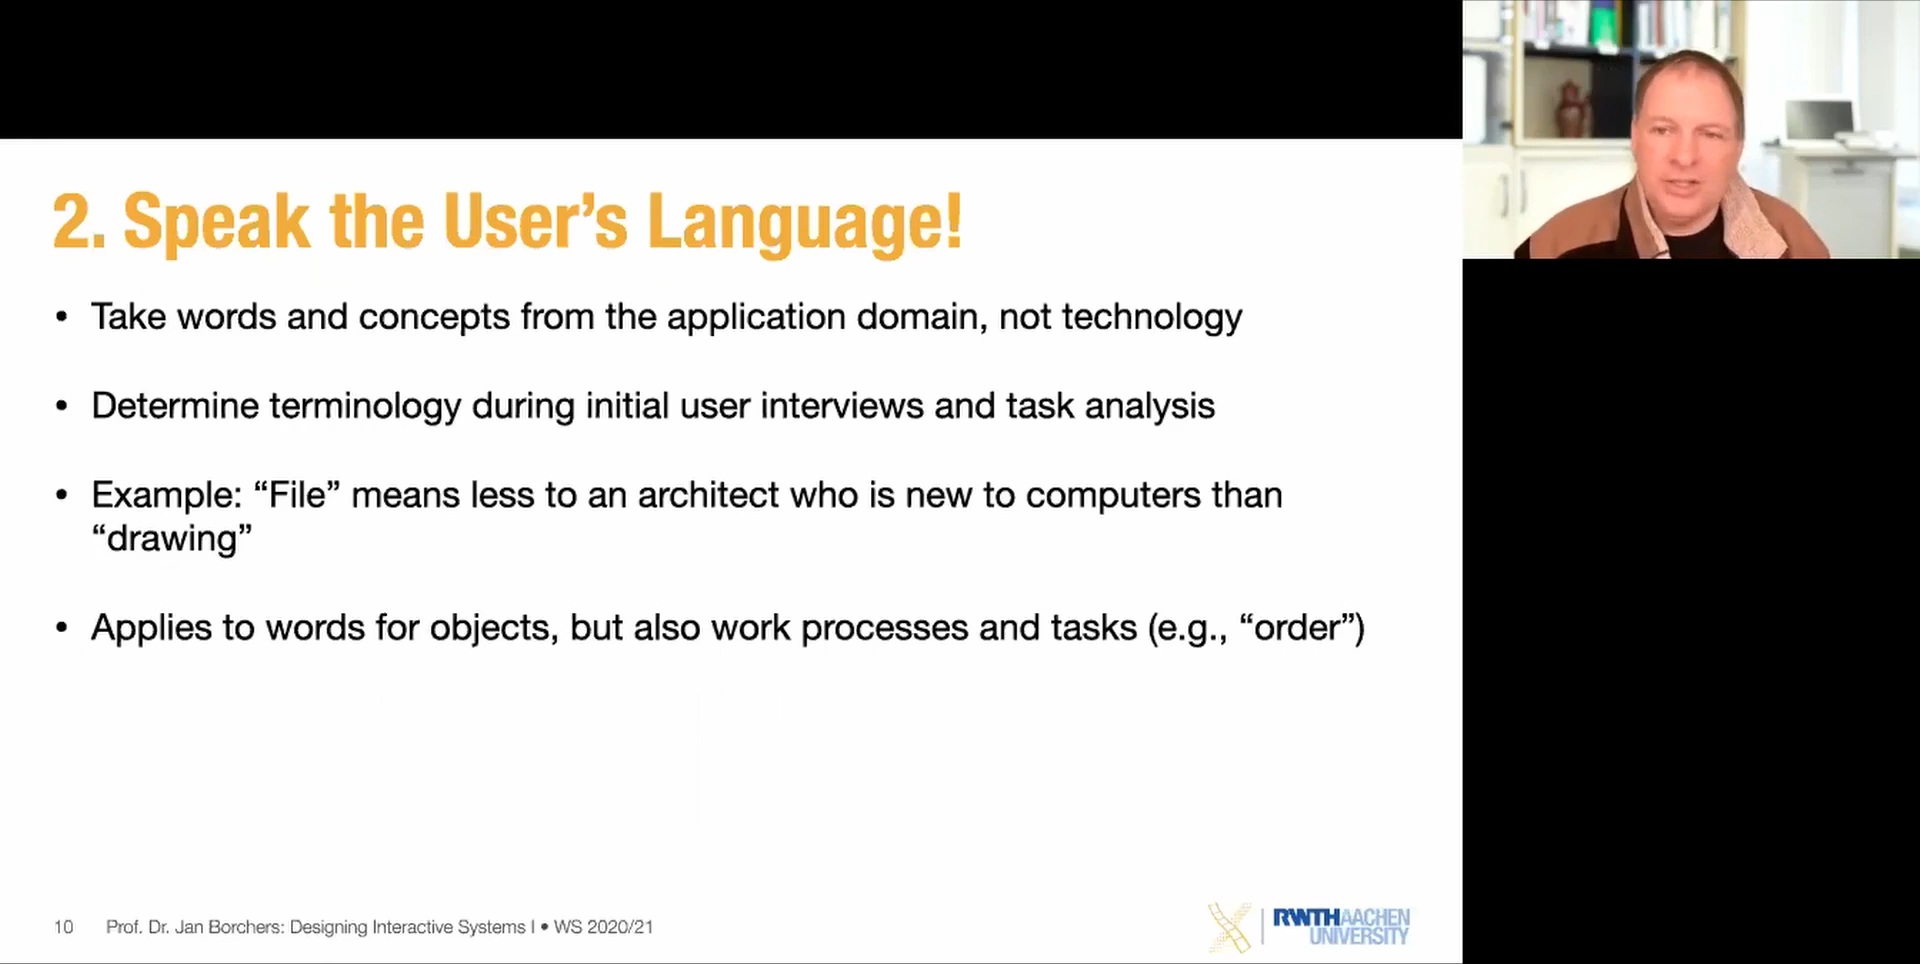 2. Speak the User’s Language!
• Take words and concepts from the application domain, not technology
• Determine terminology during initial user interviews and task analysis
• Example: “File” means less to an architect who is new to computers than
“drawing”
• Applies to words for objects, but also work processes and tasks (e.g., “order”)
10 Prof. Dr. Jan Borchers: Designing Interactive Systems I • WS 2020/21
RWTHAACHEN
UNIVERSITY